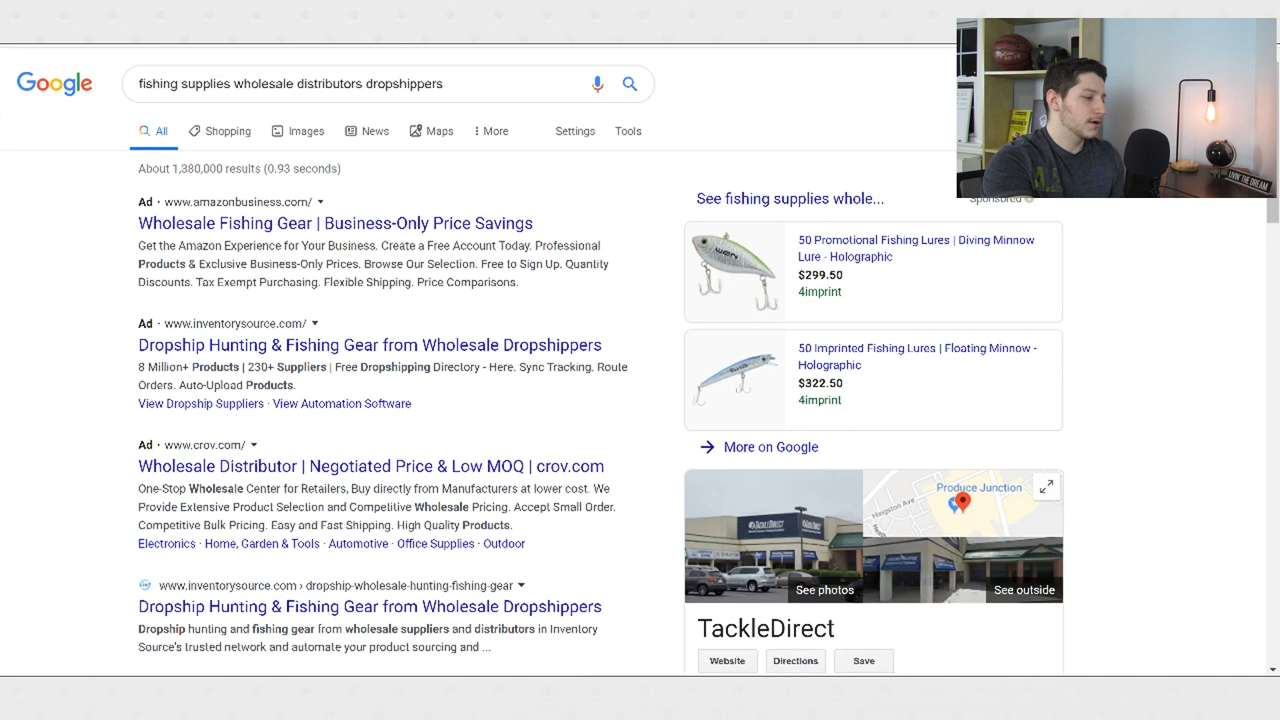 Google
fishing supplies wholesale distributors dropshippers
All
Shopping
Images
News
Maps
More
Settings
Tools
About 1,380,000 results (0.93 seconds)
Ad · www.amazonbusiness.com/
Wholesale Fishing Gear | Business-Only Price Savings
Get the Amazon Experience for Your Business. Create a Free Account Today. Professional
Products & Exclusive Business-Only Prices. Browse Our Selection. Free to Sign Up. Quantity
Discounts. Tax Exempt Purchasing. Flexible Shipping. Price Comparisons.
Ad · www.inventorysource.com/
Dropship Hunting & Fishing Gear from Wholesale Dropshippers
8 Million+ Products | 230+ Suppliers | Free Dropshipping Directory - Here. Sync Tracking. Route
Orders. Auto-Upload Products.
View Dropship Suppliers · View Automation Software
Ad · www.crov.com/
Wholesale Distributor | Negotiated Price & Low MOQ | crov.com
One-Stop Wholesale Center for Retailers, Buy directly from Manufacturers at lower cost. We
Provide Extensive Product Selection and Competitive Wholesale Pricing. Accept Small Order.
Competitive Bulk Pricing. Easy and Fast Shipping. High Quality Products.
Electronics · Home, Garden & Tools · Automotive · Office Supplies · Outdoor
www.inventorysource.com › dropship-wholesale-hunting-fishing-gear
Dropship Hunting & Fishing Gear from Wholesale Dropshippers
Dropship hunting and fishing gear from wholesale suppliers and distributors in Inventory
Source's trusted network and automate your product sourcing and ...
See fishing supplies whole...
Sponsored
50 Promotional Fishing Lures | Diving Minnow
Lure - Holographic
$299.50
4imprint
50 Imprinted Fishing Lures | Floating Minnow -
Holographic
$322.50
4imprint
More on Google
TACKLEDIRECT
Produce Junction
Hingston Ave
See photos
See outside
TackleDirect
Website
Directions
Save
LIVIN' THE DREAM